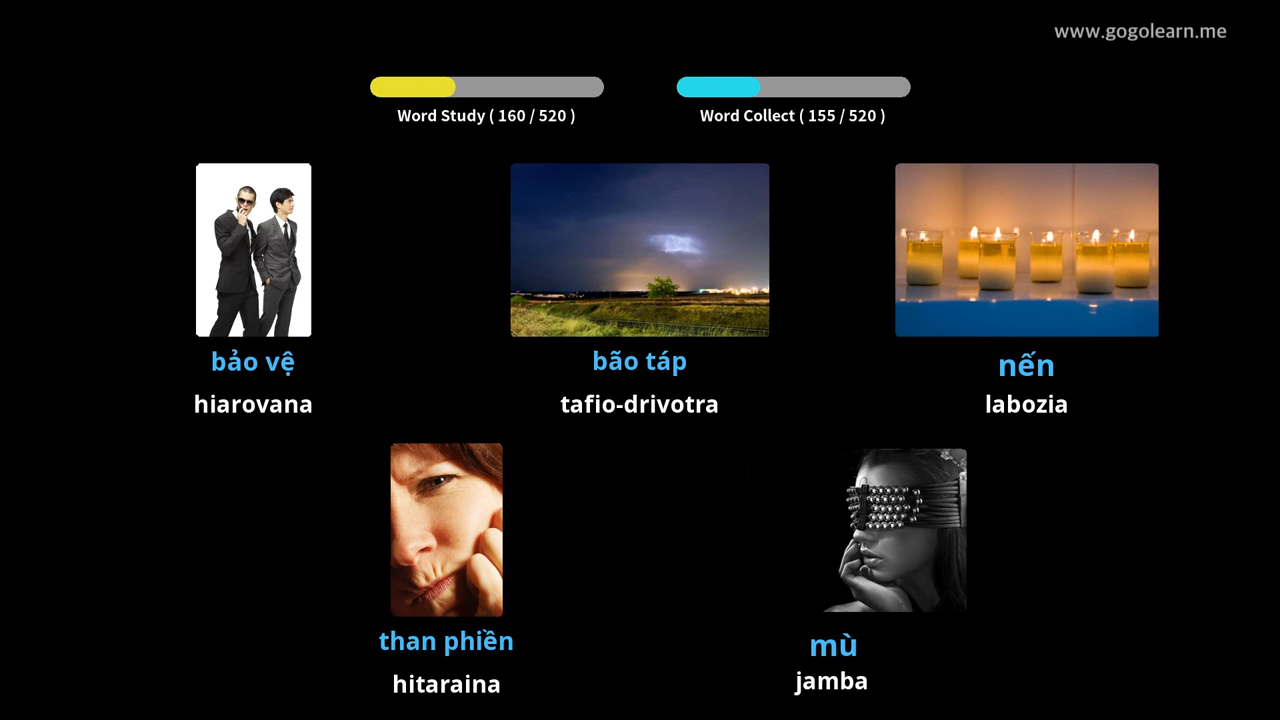 www.gogolearn.me
Word Study ( 160 / 520 )
Word Collect ( 155 / 520 )
bảo vệ
hiarovana
bão táp
tafio-drivotra
nến
labozia
than phiền
hitaraina
mù
jamba